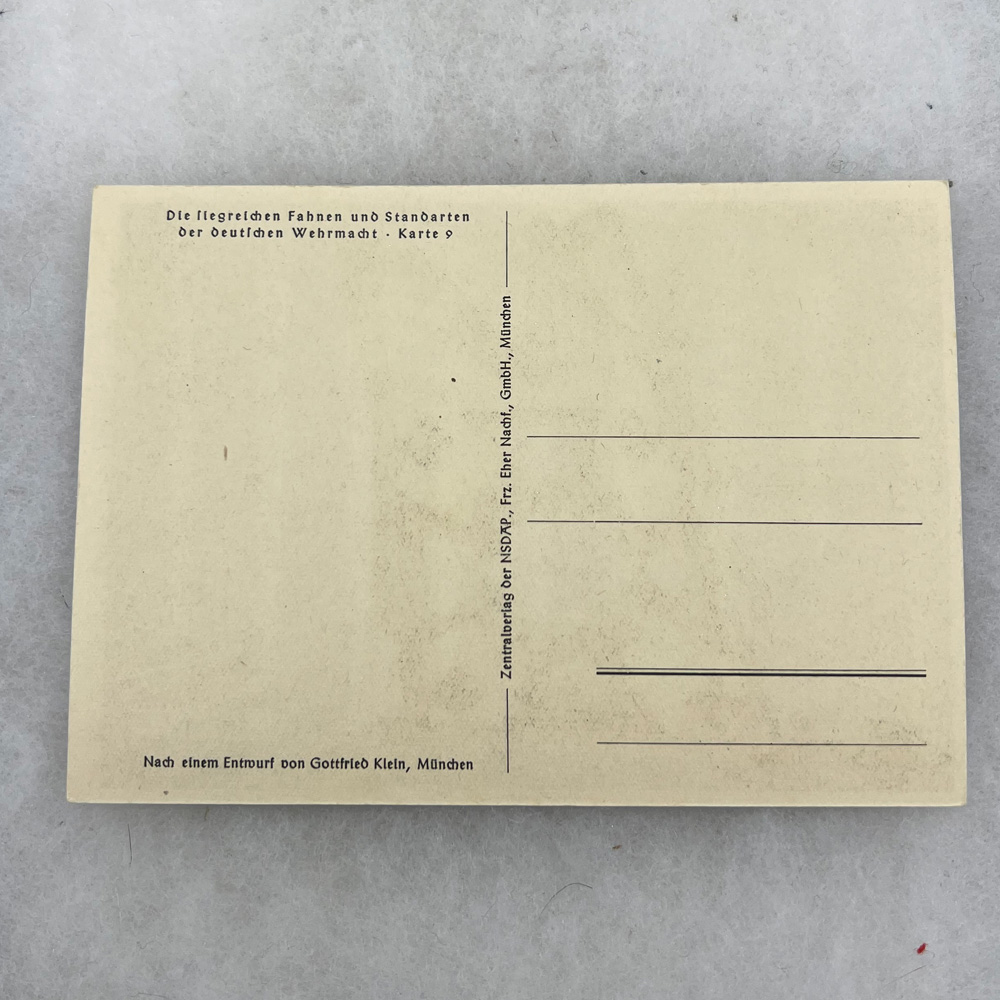 Die siegreichen Fahnen und Standarten
der deutschen Wehrmacht · Karte 9
Zentralverlag der NSDAP., Frz. Eher Nachf., GmbH., München
Nach einem Entwurf von Gottfried Klein, München